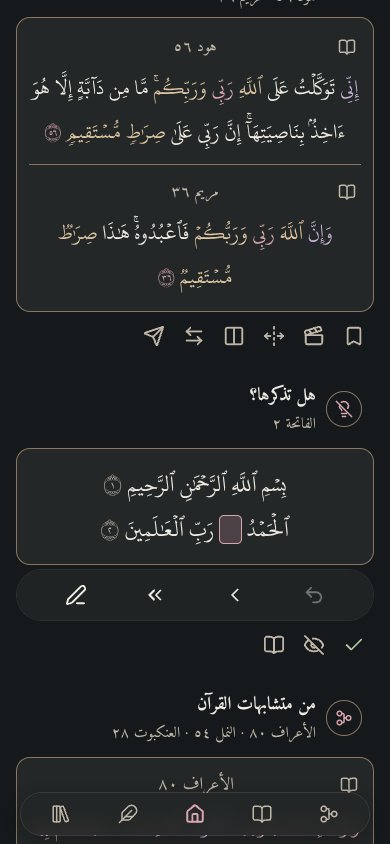 هود ٥٦
إِنِّي تَوَكَّلْتُ عَلَى ٱللَّهِ رَبِّي وَرَبِّكُمۚ مَّا مِن دَآبَّةٍ إِلَّا هُوَ
ءَاخِذُۢ بِنَاصِيَتِهَآۚ إِنَّ رَبِّي عَلَىٰ صِرَٰطٖ مُّسْتَقِيمٖ ٥٦
مريم ٣٦
وَإِنَّ ٱللَّهَ رَبِّي وَرَبُّكُمۡ فَٱعۡبُدُوهُۚ هَٰذَا صِرَٰطٞ
مُّسۡتَقِيمٞ ٣٦
هل تذكرها؟
الفاتحة ٢
بِسْمِ ٱللَّهِ ٱلرَّحْمَٰنِ ٱلرَّحِيمِ ١
ٱلْحَمْدُ رَبِّ ٱلْعَٰلَمِينَ ٢
من متشابهات القرآن
الأعراف ٨٠ · النمل ٥٤ · العنكبوت ٢٨
الأعراف ٨٠